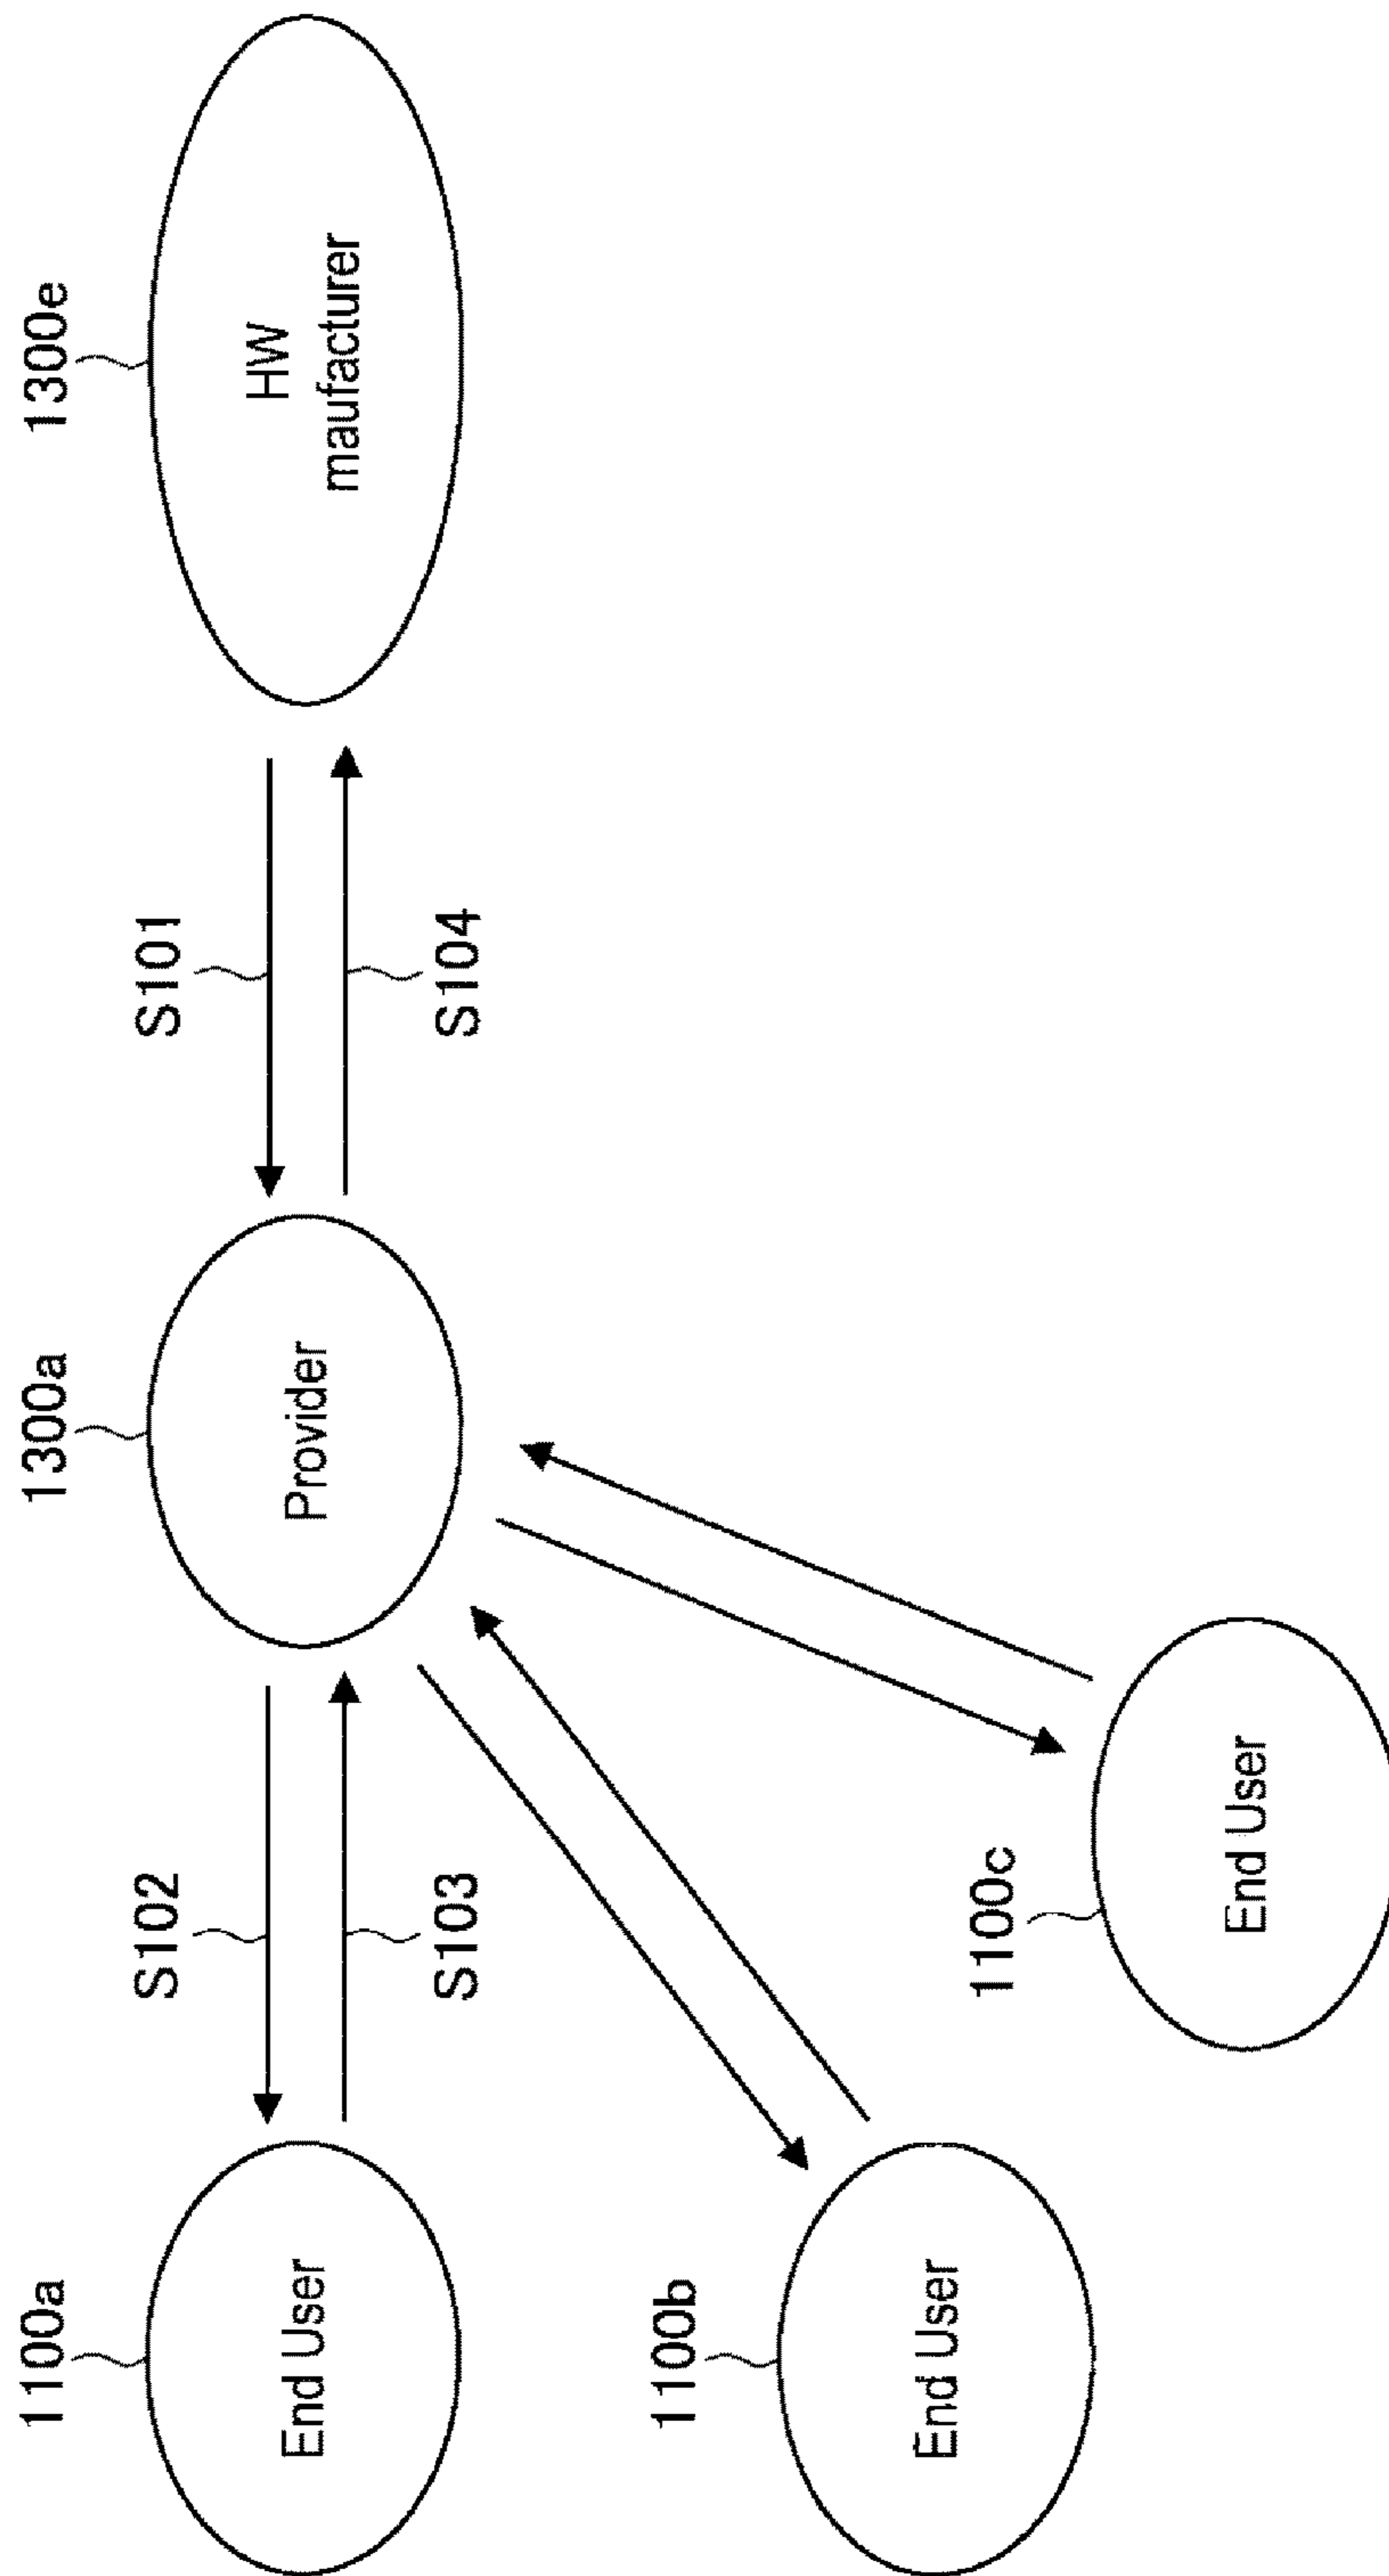 1100a
1300a
1300e
S102
S101
End User
Provider
HW
maufacturer
S103
S104
1100b
End User
1100c
End User